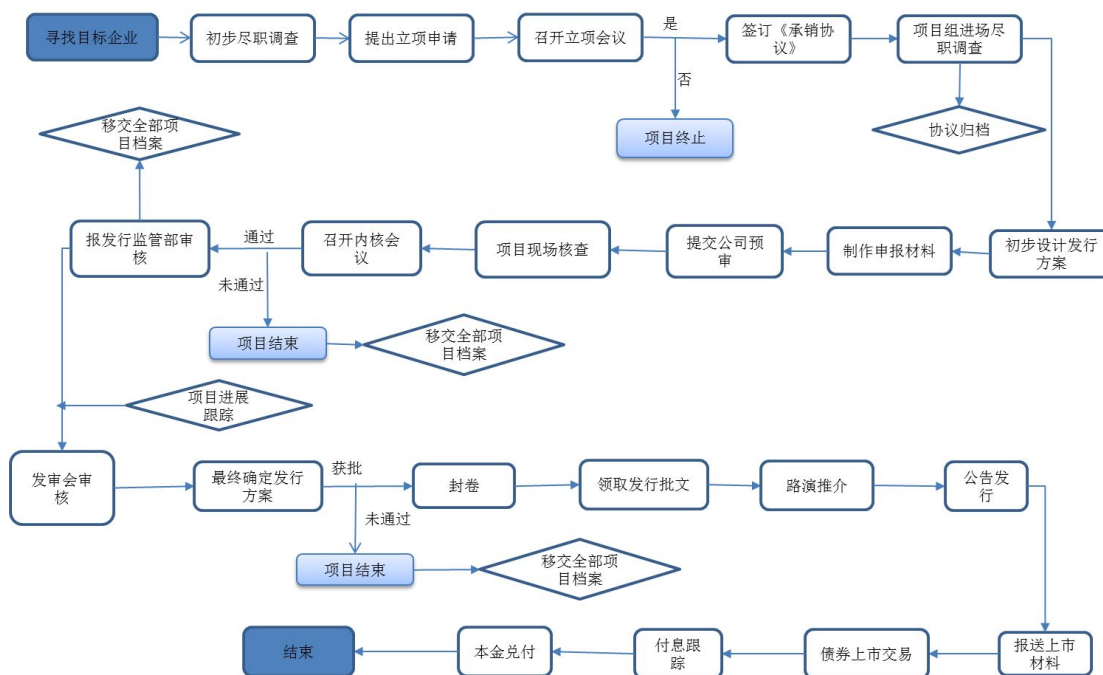 寻找目标企业
初步尽职调查
提出立项申请
召开立项会议
是
否
签订《承销协
议》
项目组进场尽
职调查
项目终止
协议归档
移交全部项
目档案
报发行监管部审
核
通过
未通过
召开内核会
议
项目现场核查
提交公司预
审
制作申报材料
初步设计发行
方案
项目结束
移交全部项
目档案
项目进展
跟踪
发审会审
核
最终确定发行
方案
获批
未通过
封卷
领取发行批文
路演推介
公告发
行
项目结束
移交全部项
目档案
结束
本金兑付
付息跟
踪
债券上市交易
报送上市
材料